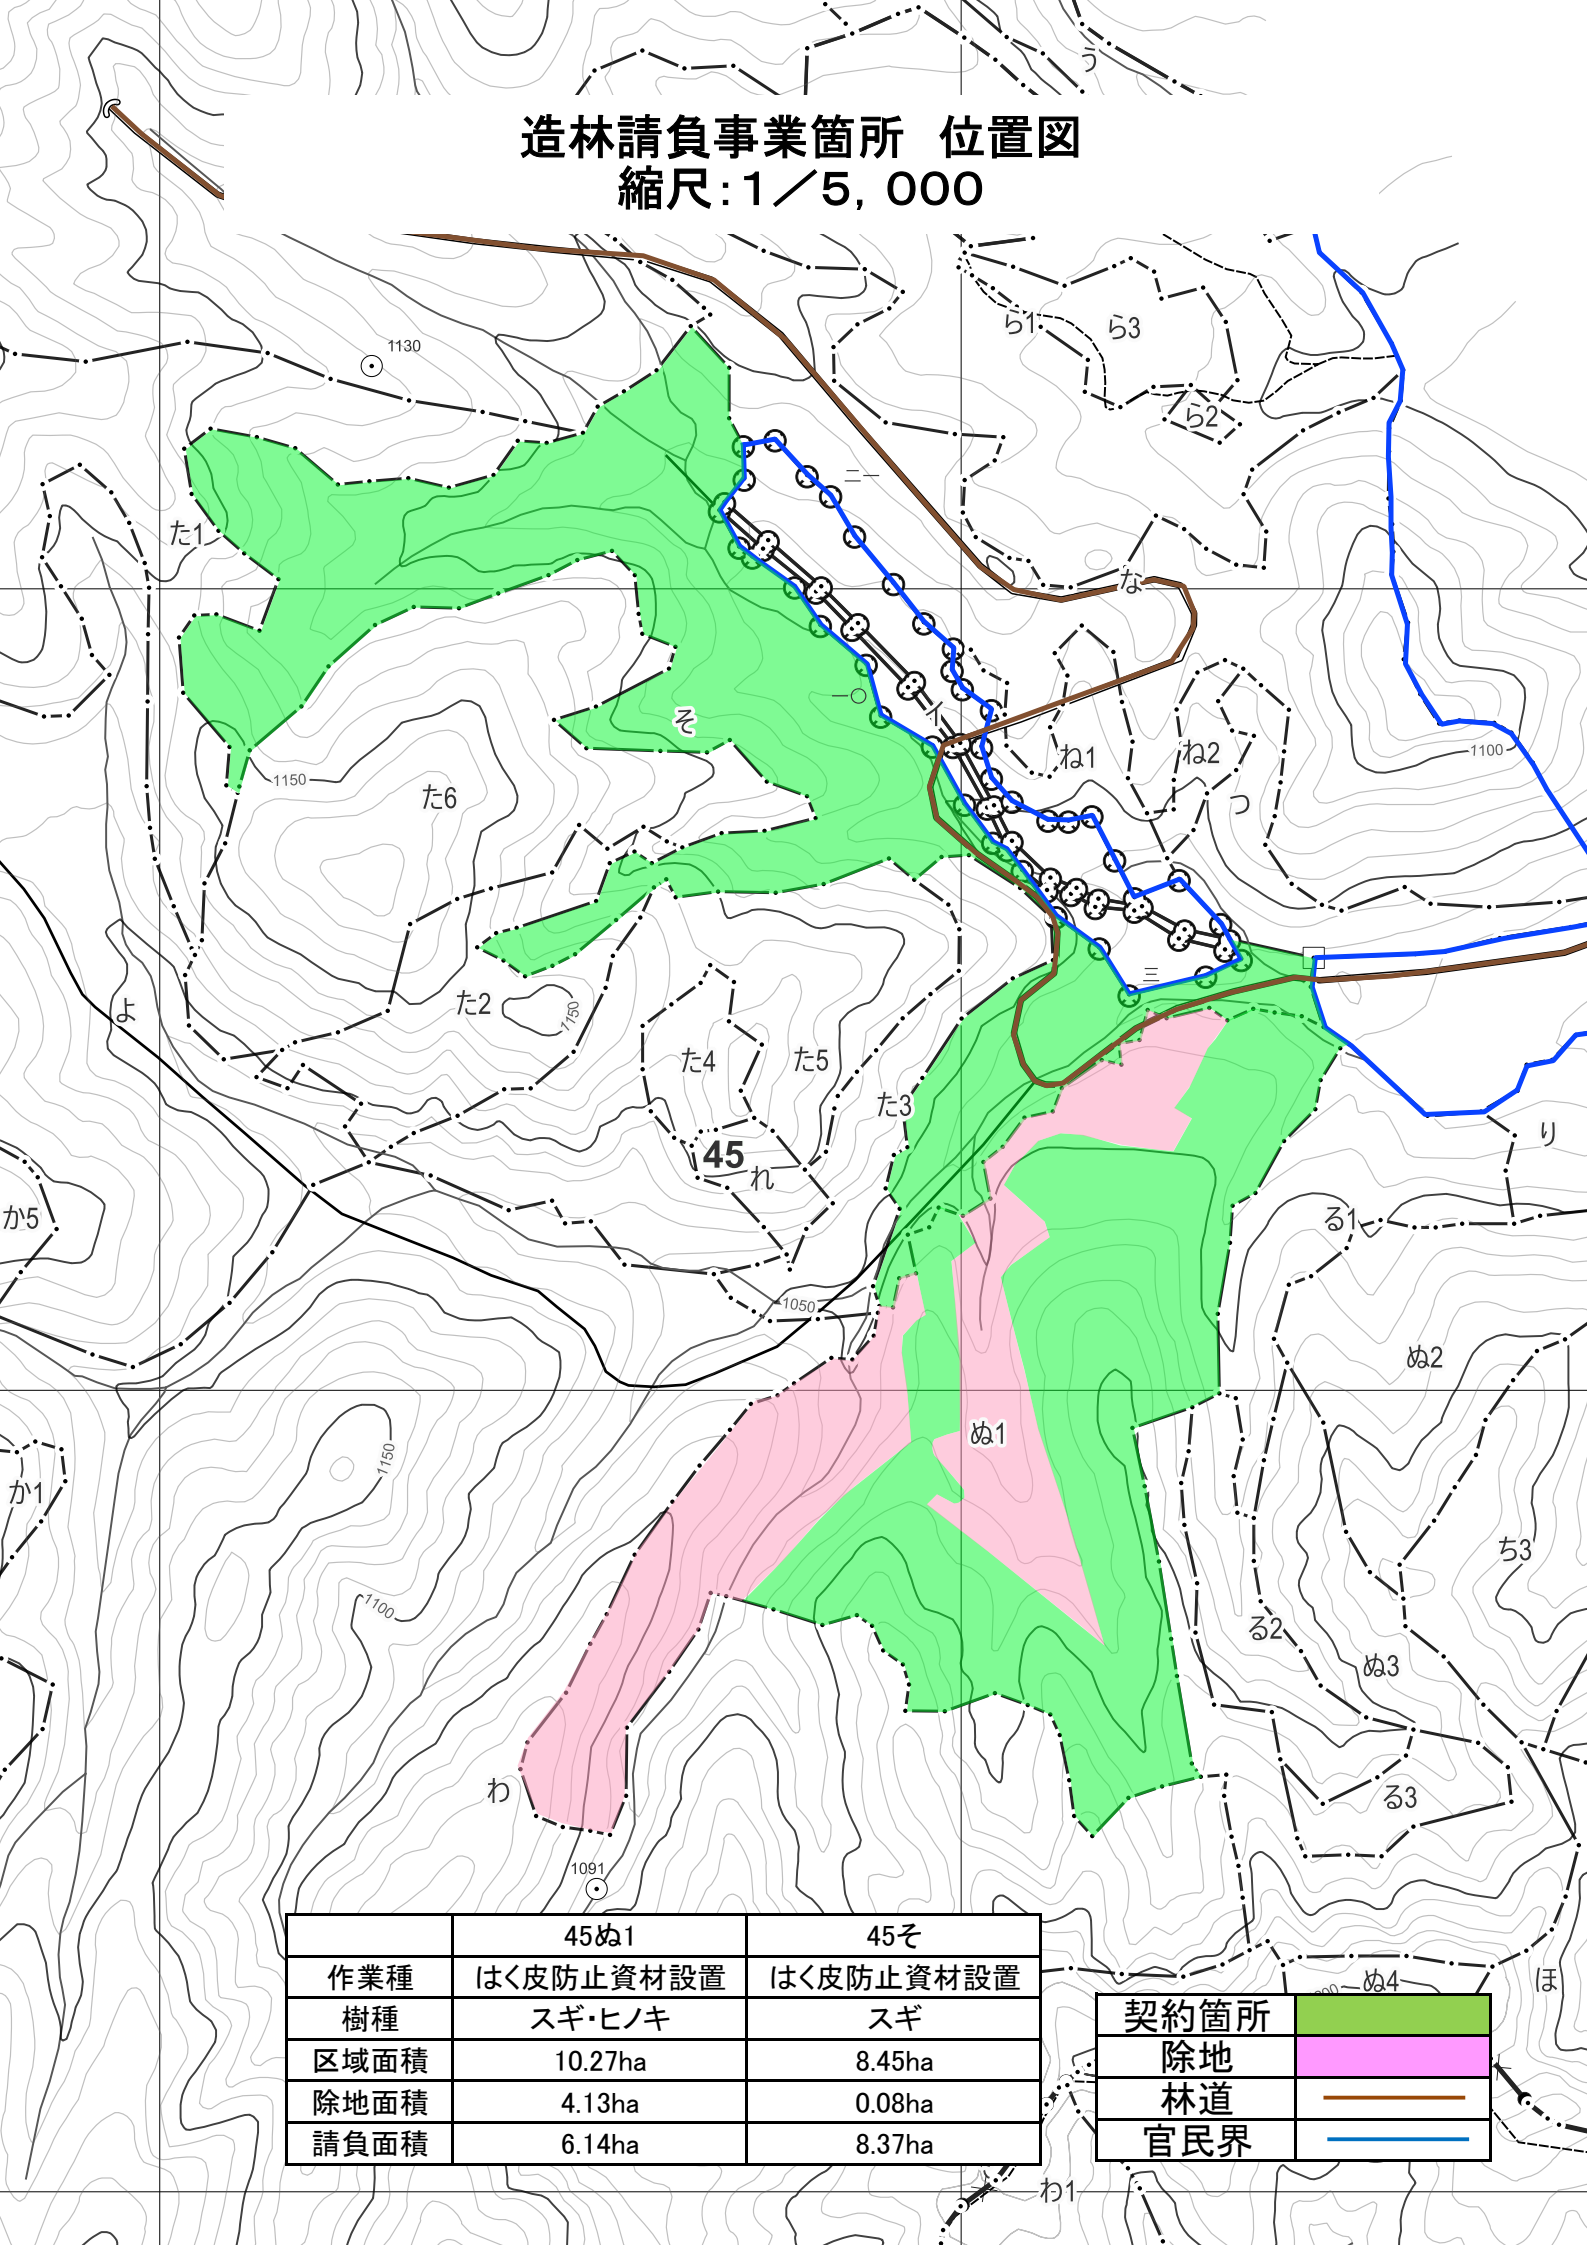 う
造林請負事業箇所　位置図
縮尺：１／５，０００
ら1
ら3
1130
ら2
二一
た1
な
一〇
イ
そ
ね1
ね2
1100
1150
た6
つ
三
た2
1150
よ
た4
た5
た3
り
45
れ
か5
る1
1050
ぬ2
ぬ1
1150
か1
ち3
1100
る2
ぬ3
わ
る3
1091
45ぬ1
45そ
作業種
はく皮防止資材設置
はく皮防止資材設置
樹種
スギ・ヒノキ
スギ
区域面積
10.27ha
8.45ha
除地面積
4.13ha
0.08ha
請負面積
6.14ha
8.37ha
ぬ4
ほ
契約箇所
除地
林道
官民界
わ1